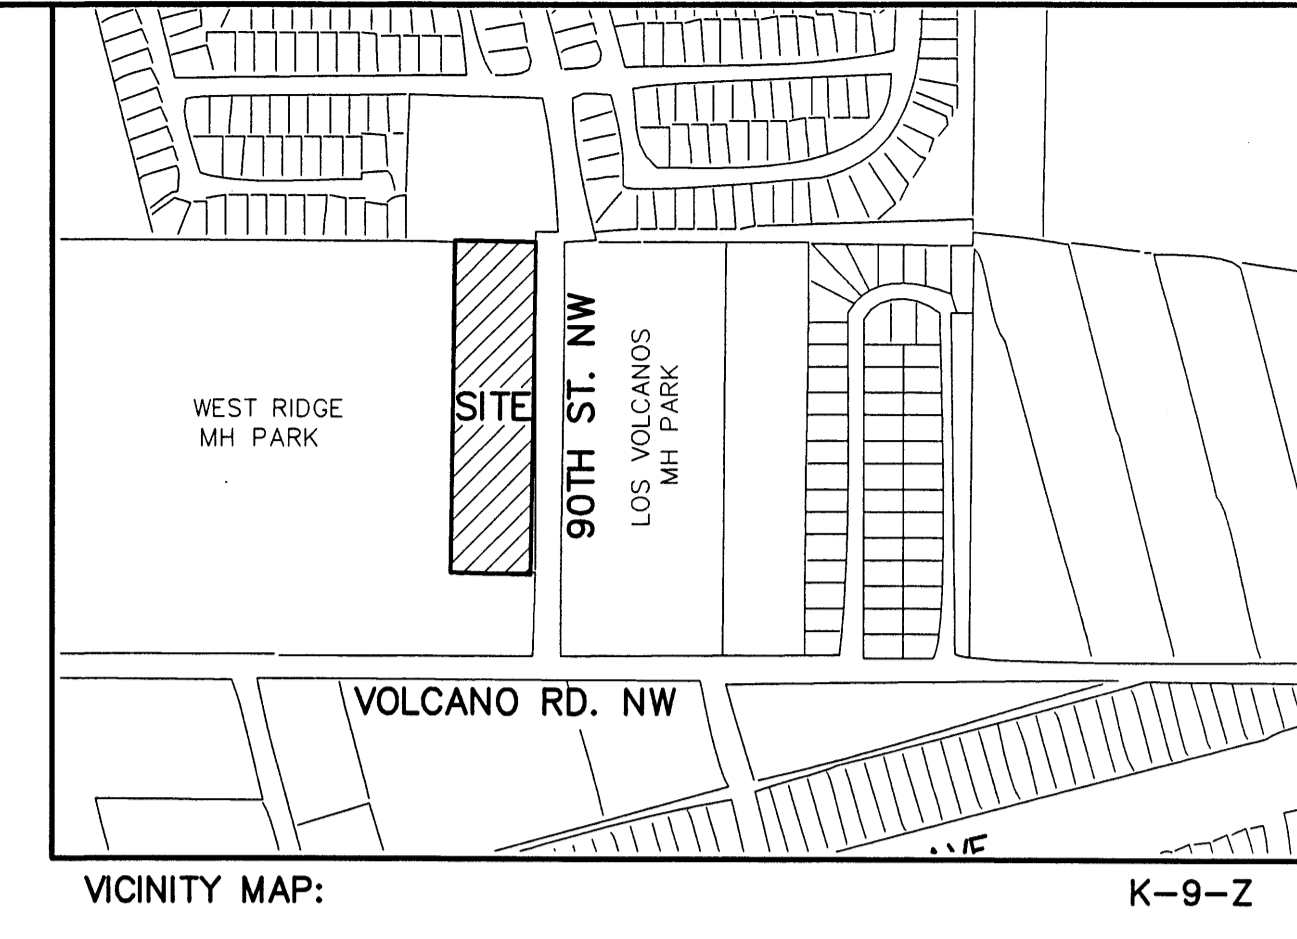 WEST RIDGE
MH PARK
SITE
90TH ST. NW
LOS VOLCANOS
MH PARK
VOLCANO RD. NW
VICINITY MAP:
K-9-Z